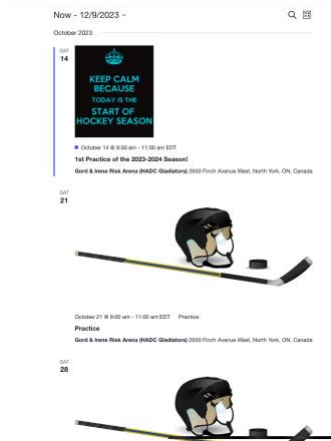 Now - 12/9/2023
October 2023
SAT
14
KEEP CALM
BECAUSE
TODAY IS THE
START OF
HOCKEY SEASON
October 14 @ 9:00 am - 11:00 am EDT
1st Practice of the 2023-2024 Season!
Gord & Irene Risk Arena (HADC Gladiators) 2650 Finch Avenue West, North York, ON, Canada
SAT
21
October 21 @ 9:00 am - 11:00 am EDT Practice
Practice
Gord & Irene Risk Arena (HADC Gladiators) 2650 Finch Avenue West, North York, ON, Canada
SAT
28